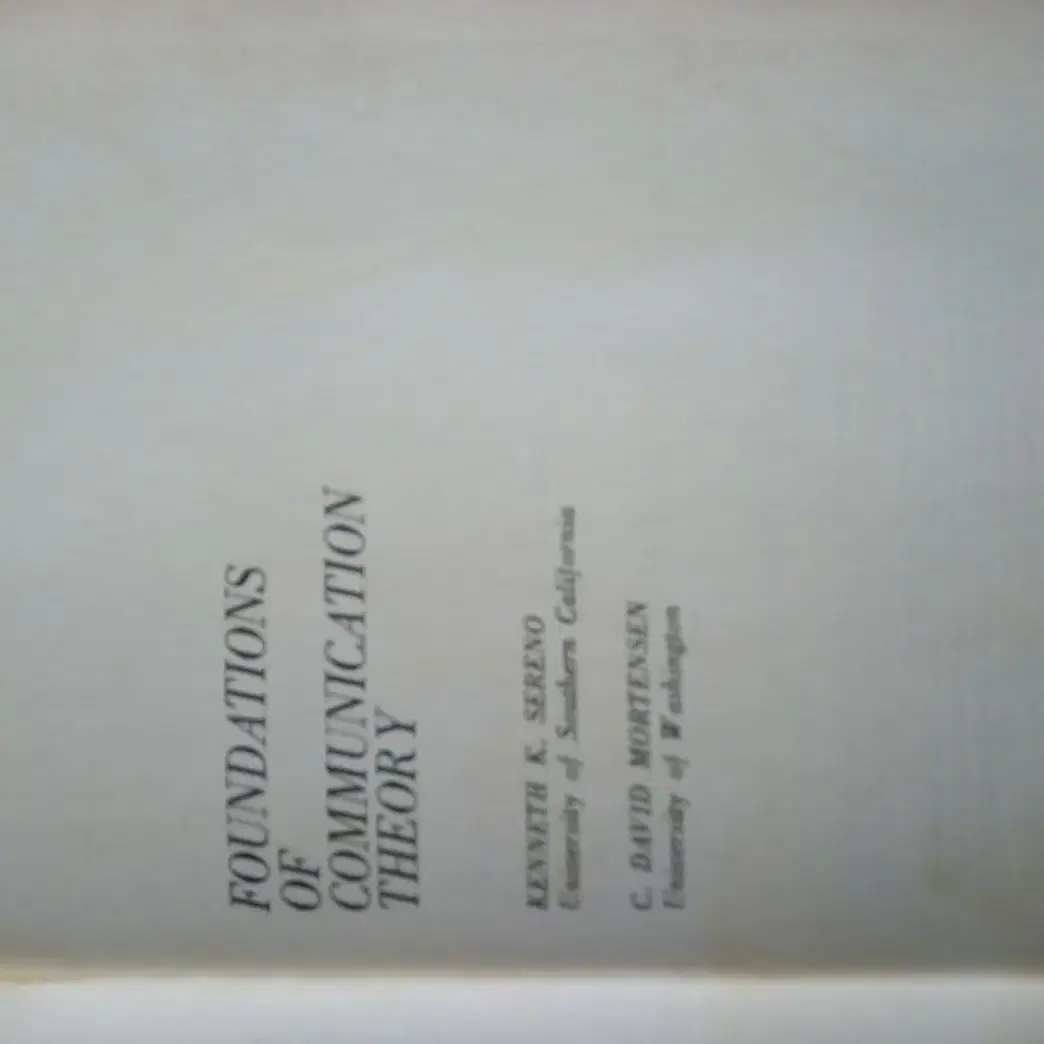 FOUNDATIONS
OF
COMMUNICATION
THEORY
KENNETH K. SERENO
University of Southern California
C. DAVID MORTENSEN
University of Washington